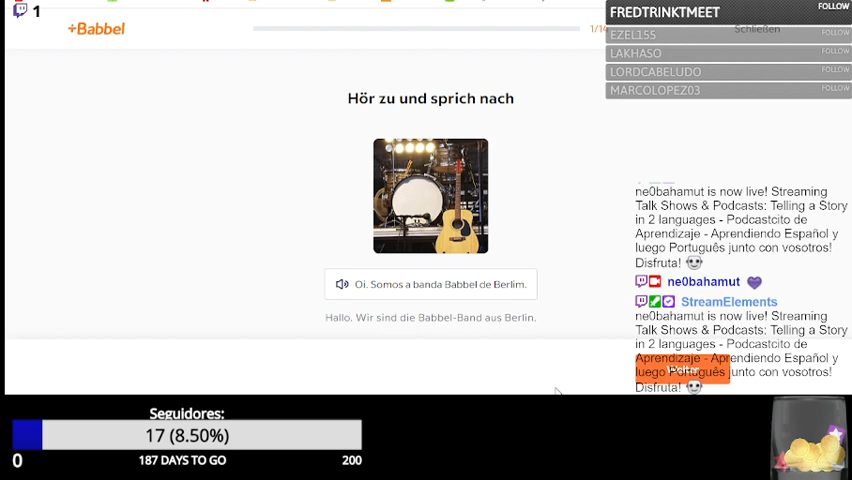 1
+Babbel
1/14
Schließen
FREDTRINKTMEET FOLLOW
EZEL155 FOLLOW
LAKHASO FOLLOW
LORDCABELUDO FOLLOW
MARCOLOPEZ03 FOLLOW
Hör zu und sprich nach
Oi. Somos a banda Babbel de Berlim.
Hallo. Wir sind die Babbel-Band aus Berlin.
ne0bahamut is now live! Streaming
Talk Shows & Podcasts: Telling a Story
in 2 languages - Podcastcito de
Aprendizaje - Aprendiendo Español y
luego Português junto con vosotros!
Disfruta!
ne0bahamut
StreamElements
ne0bahamut is now live! Streaming
Talk Shows & Podcasts: Telling a Story
in 2 languages - Podcastcito de
Aprendizaje - Aprendiendo Español y
luego Português junto con vosotros!
Disfruta!
Weiter
Seguidores:
17 (8.50%)
0 187 DAYS TO GO 200